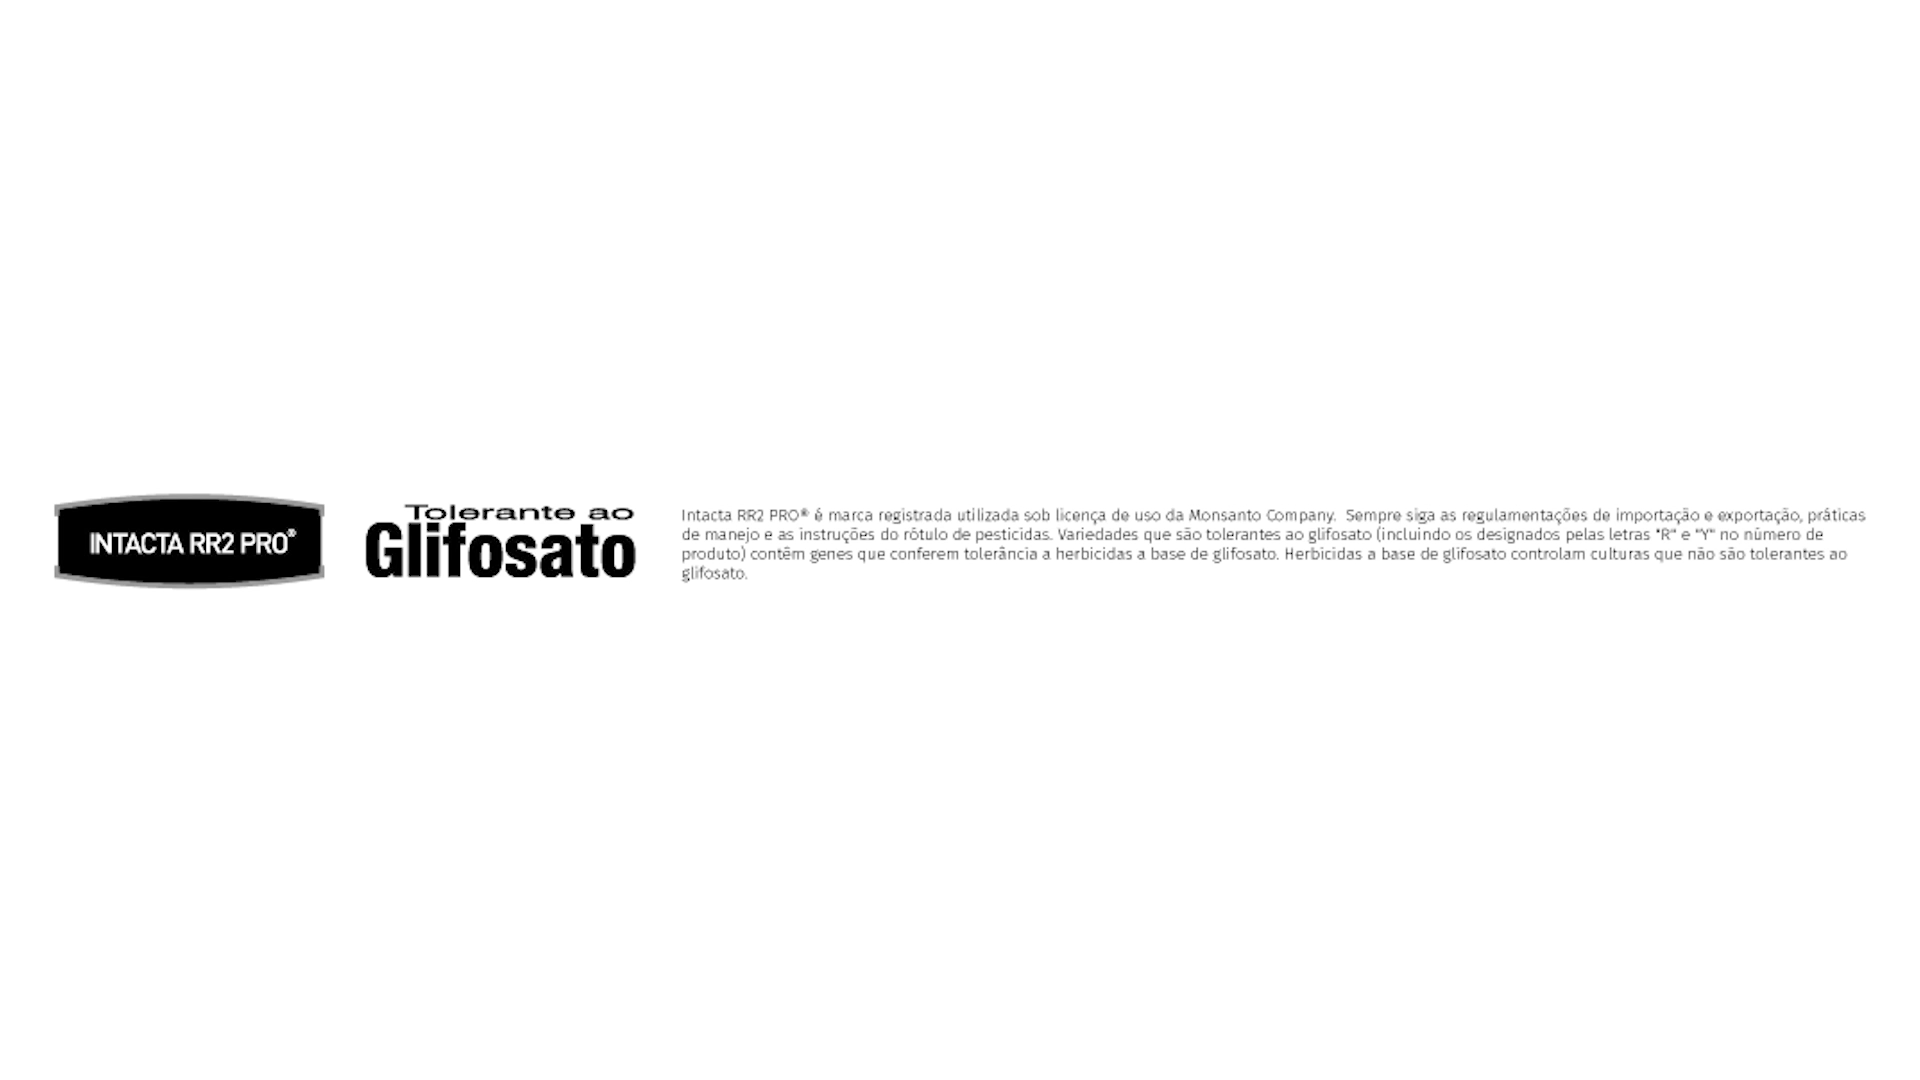 INTACTA RR2 PRO®
Tolerante ao
Glifosato
Intacta RR2 PRO® é marca registrada utilizada sob licença de uso da Monsanto Company. Sempre siga as regulamentações de importação e exportação, práticas
de manejo e as instruções do rótulo de pesticidas. Variedades que são tolerantes ao glifosato (incluindo os designados pelas letras "R" e "Y" no número de
produto) contêm genes que conferem tolerância a herbicidas a base de glifosato. Herbicidas a base de glifosato controlam culturas que não são tolerantes ao
glifosato.